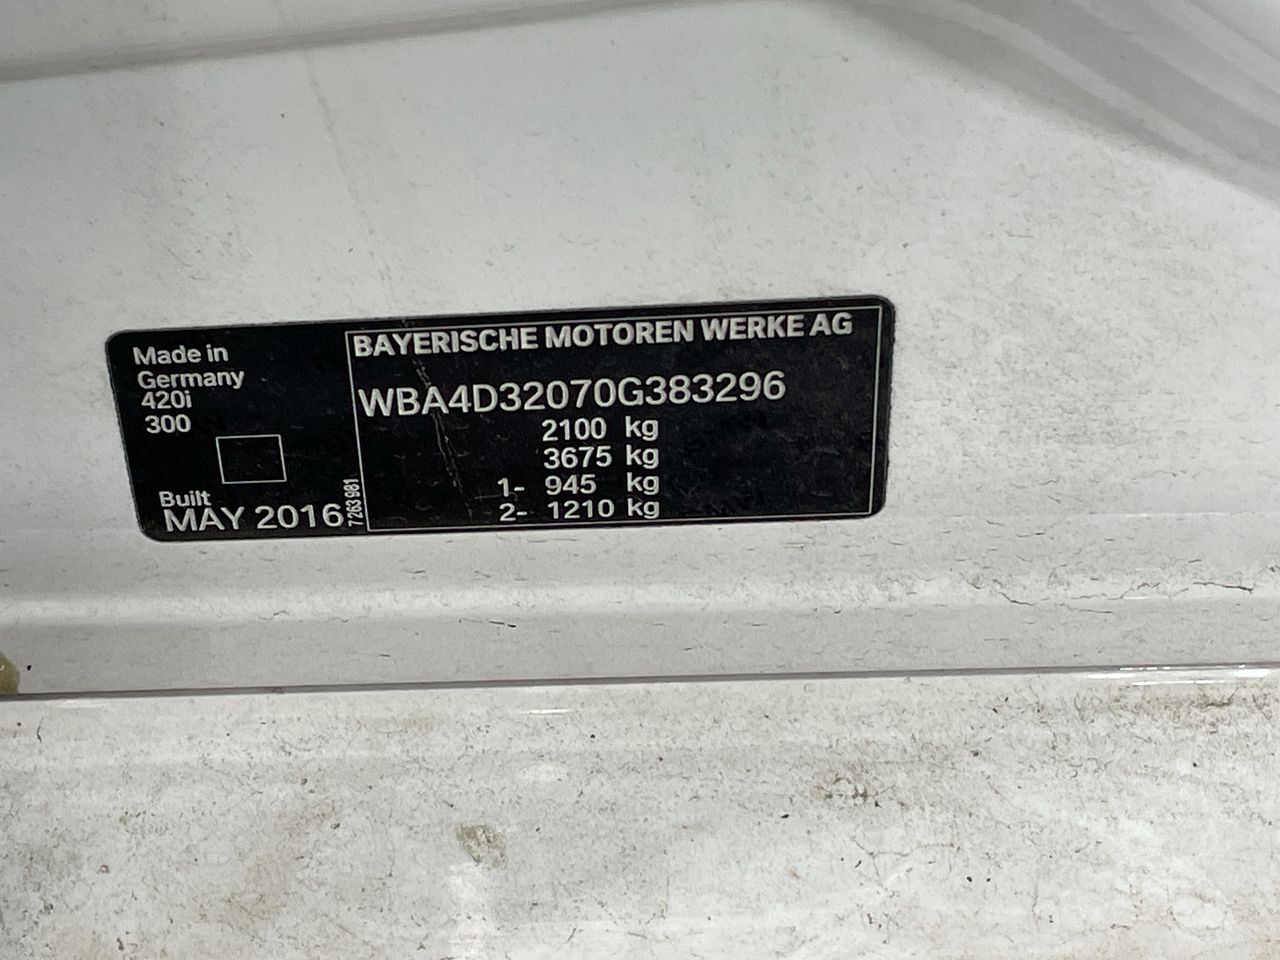 Made in
Germany
420i
300
Built
MAY 2016
7263981
BAYERISCHE MOTOREN WERKE AG
WBA4D32070G383296
2100 kg
3675 kg
1- 945 kg
2- 1210 kg